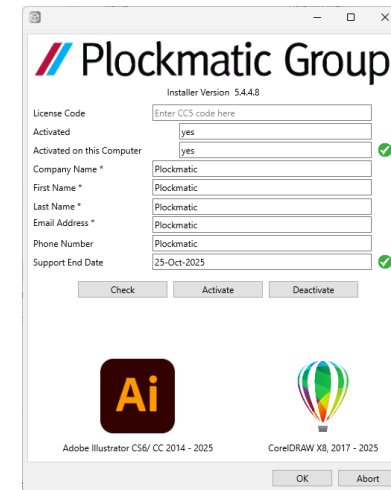 Plockmatic Group
Installer Version 5.4.4.8
License Code Enter CC5 code here
Activated yes
Activated on this Computer yes
Company Name * Plockmatic
First Name * Plockmatic
Last Name * Plockmatic
Email Address * Plockmatic
Phone Number Plockmatic
Support End Date 25-Oct-2025
Check Activate Deactivate
Ai
Adobe Illustrator CS6/ CC 2014 - 2025 CorelDRAW X8, 2017 - 2025
OK Abort